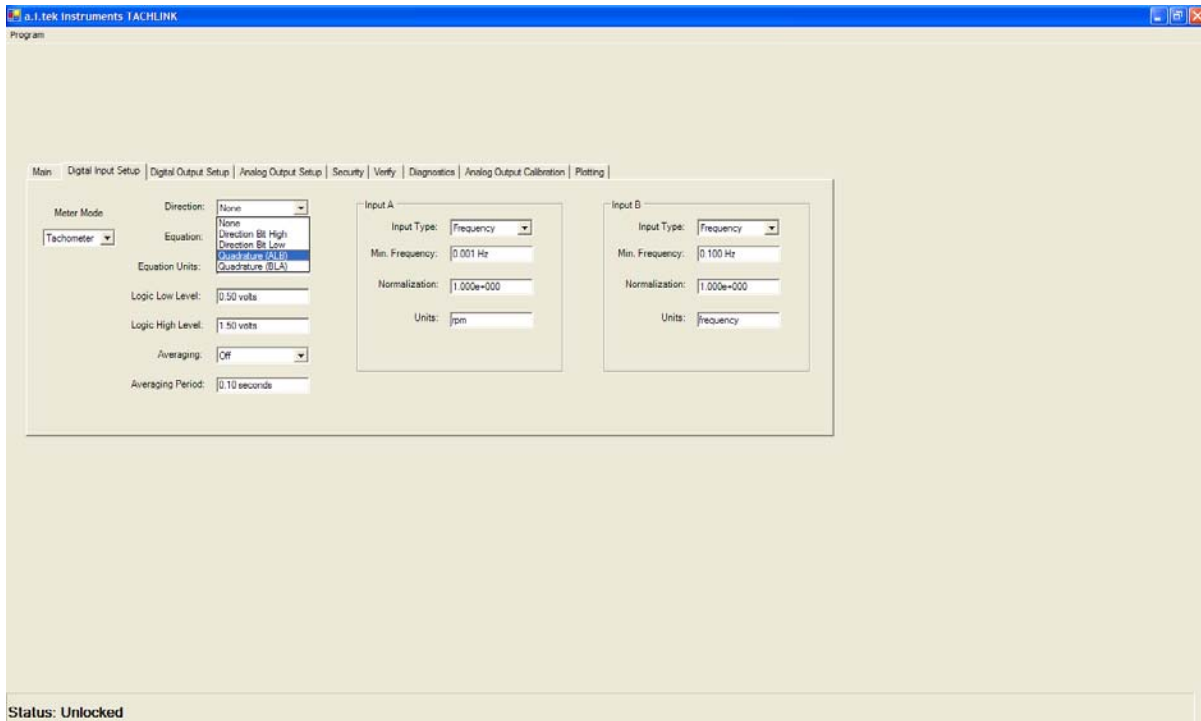 a.i.tek Instruments TACHLINK
Program
Main Digital Input Setup Digital Output Setup Analog Output Setup Security Verify Diagnostics Analog Output Calibration Plotting
Meter Mode
Tachometer
Direction: None
None
Direction Bit High
Direction Bit Low
Quadrature (ALB)
Quadrature (BLA)
Equation:
Equation Units:
Logic Low Level: 0.50 volts
Logic High Level: 1.50 volts
Averaging: Off
Averaging Period: 0.10 seconds
Input A
Input Type: Frequency
Min. Frequency: 0.001 Hz
Normalization: 1.000e+000
Units: rpm
Input B
Input Type: Frequency
Min. Frequency: 0.100 Hz
Normalization: 1.000e+000
Units: frequency
Status: Unlocked